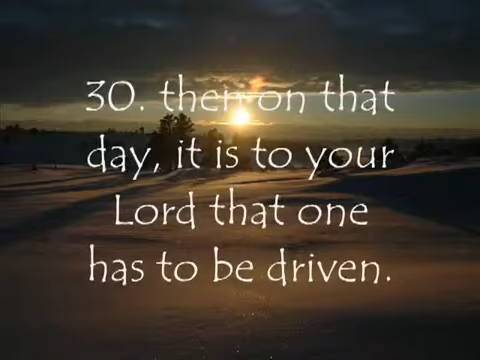 30. then on that
day, it is to your
Lord that one
has to be driven.